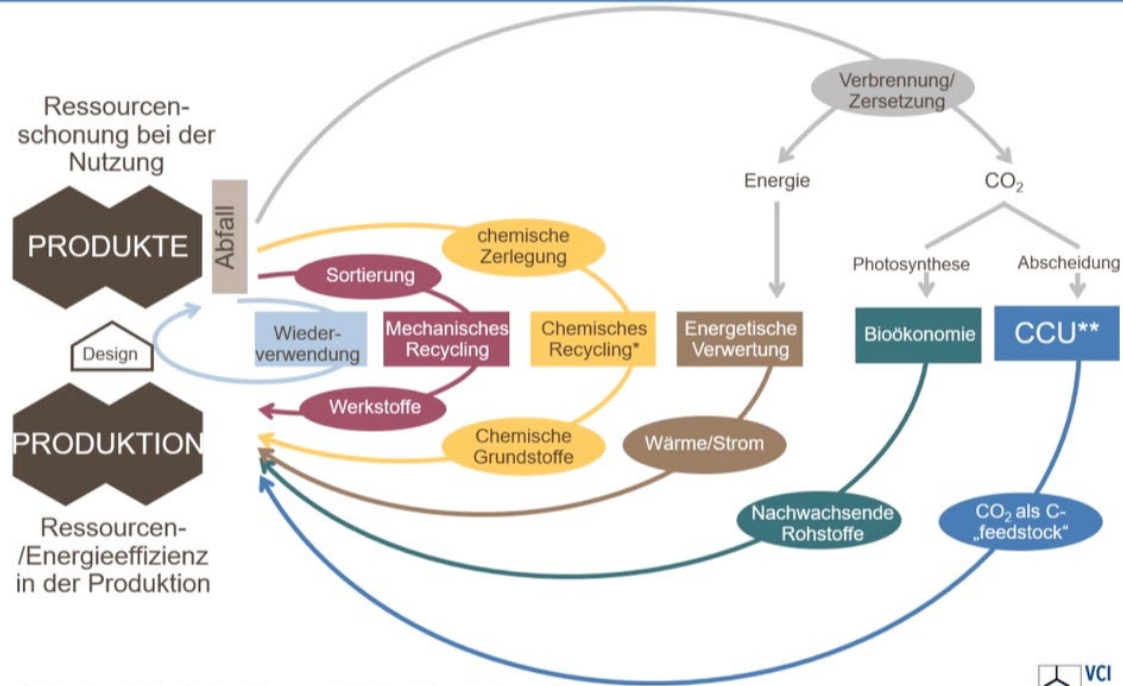 Ressourcen-
schonung bei der
Nutzung
PRODUKTE
Abfall
Design
PRODUKTION
Ressourcen-
/Energieeffizienz
in der Produktion
Verbrennung/
Zersetzung
Energie
CO₂
Photosynthese
Abscheidung
chemische
Zerlegung
Sortierung
Wieder-
verwendung
Mechanisches
Recycling
Chemisches
Recycling*
Energetische
Verwertung
Bioökonomie
CCU**
Werkstoffe
Chemische
Grundstoffe
Wärme/Strom
Nachwachsende
Rohstoffe
CO₂ als C-
„feedstock“
VCI